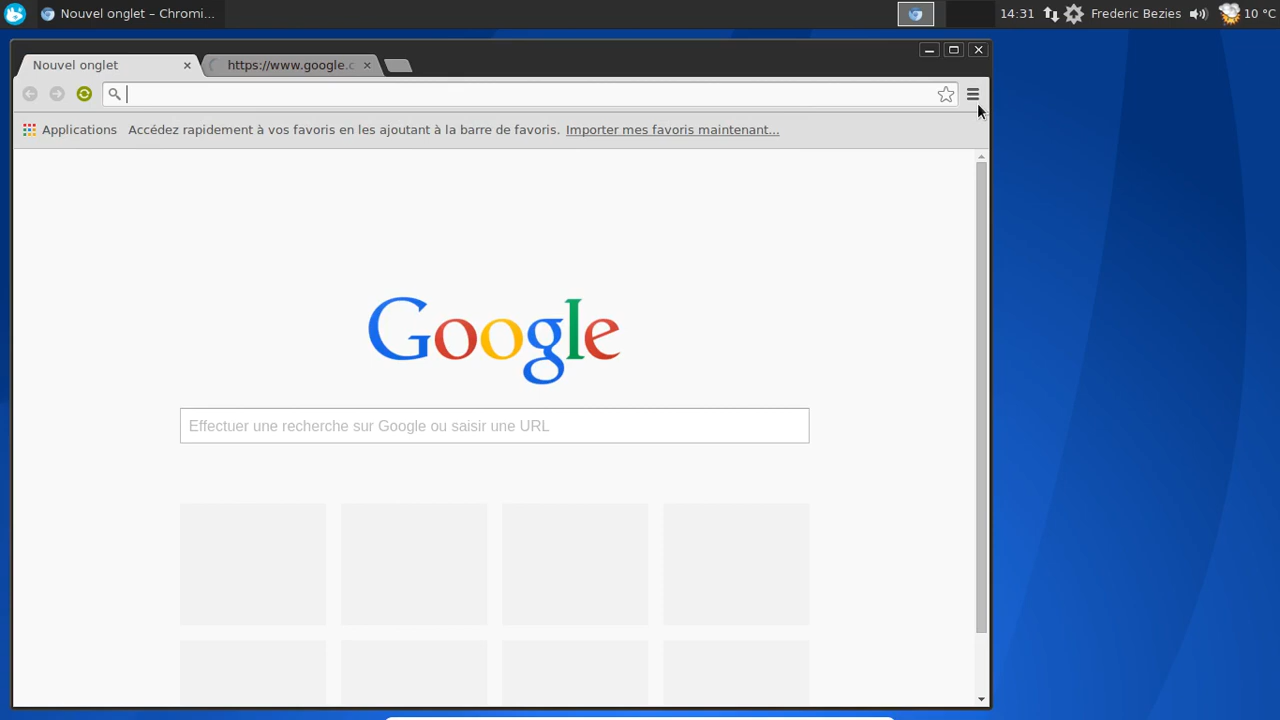 Nouvel onglet – Chromi...
14:31
Frederic Bezies
10 °C
Nouvel onglet
https://www.google.c
Applications
Accédez rapidement à vos favoris en les ajoutant à la barre de favoris.
Importer mes favoris maintenant...
Google
Effectuer une recherche sur Google ou saisir une URL